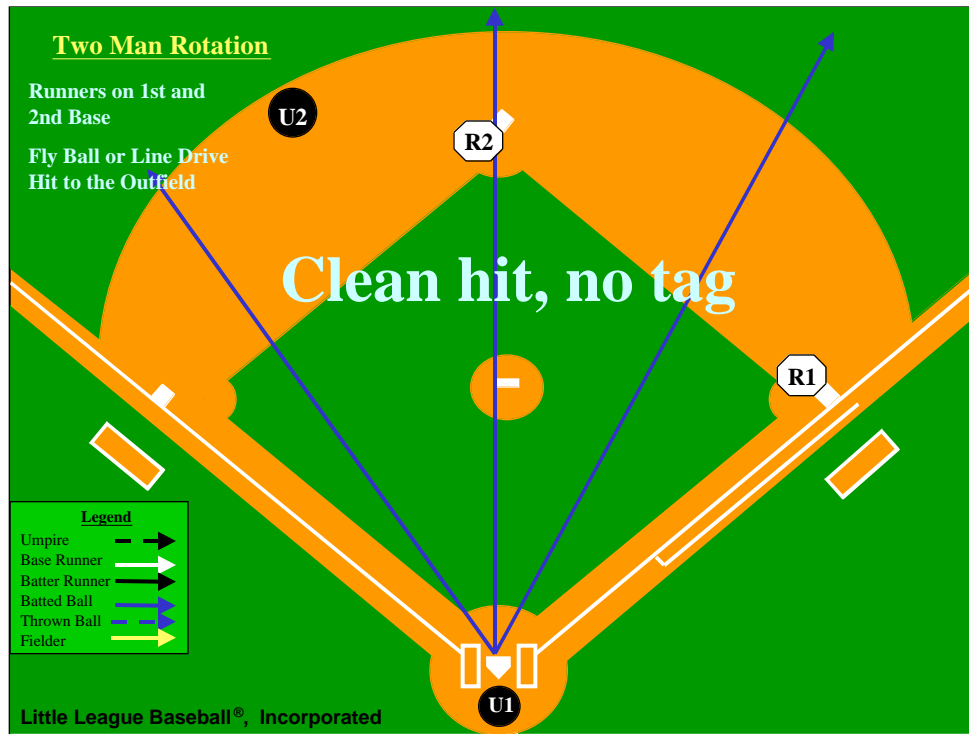 Two Man Rotation
Runners on 1st and
2nd Base
Fly Ball or Line Drive
Hit to the Outfield
U2
R2
Clean hit, no tag
R1
Legend
Umpire
Base Runner
Batter Runner
Batted Ball
Thrown Ball
Fielder
U1
Little League Baseball®, Incorporated